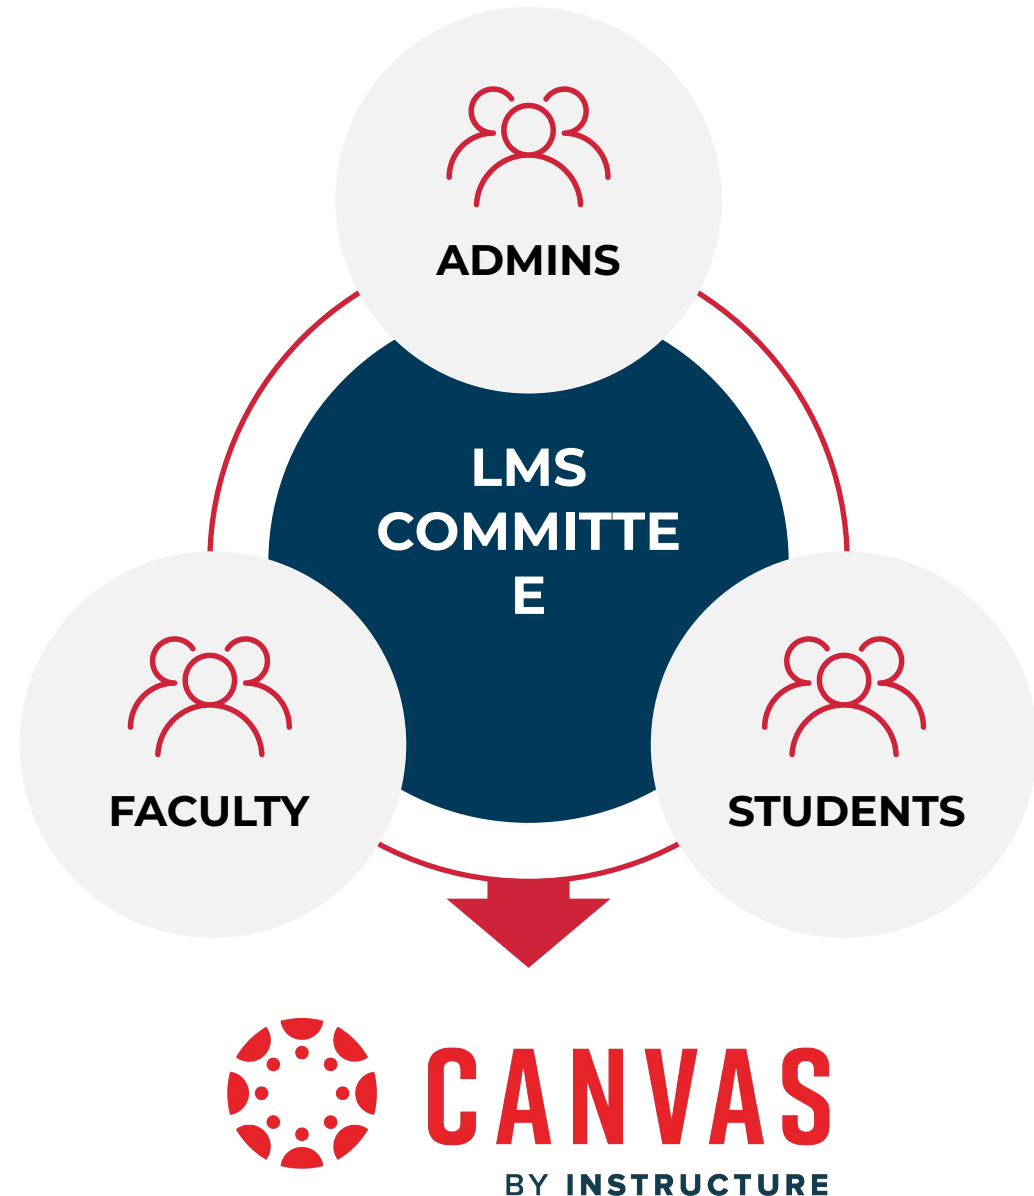 ADMINS
LMS
COMMITTE
E
FACULTY
STUDENTS
CANVAS
BY INSTRUCTURE